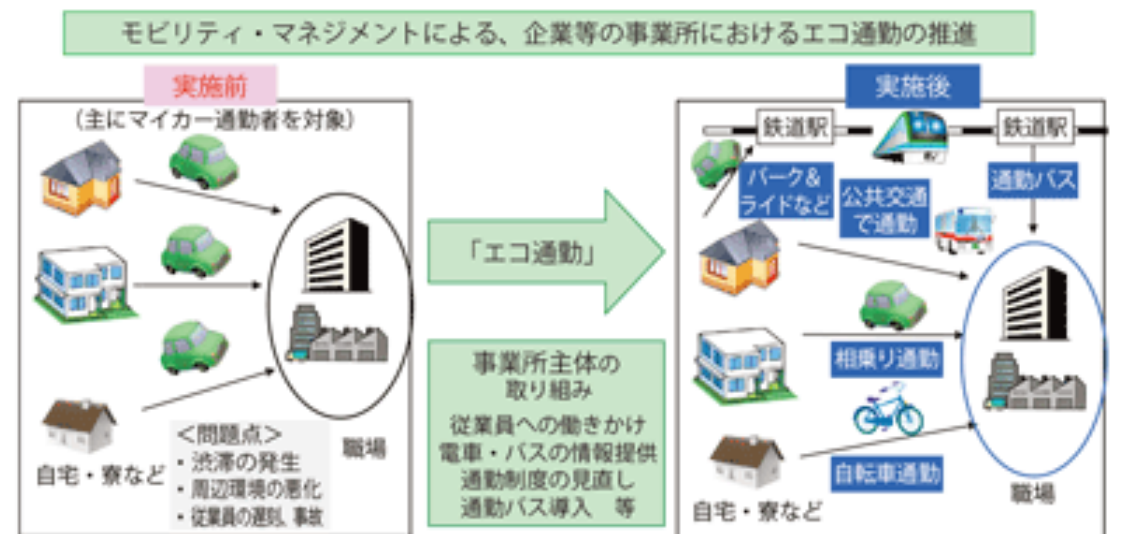 モビリティ・マネジメントによる、企業等の事業所におけるエコ通勤の推進
実施前
(主にマイカー通勤者を対象)
自宅・寮など
＜問題点＞
・渋滞の発生
・周辺環境の悪化
・従業員の遅刻、事故
職場
「エコ通勤」
事業所主体の
取り組み
従業員への働きかけ
電車・バスの情報提供
通勤制度の見直し
通勤バス導入　等
実施後
鉄道駅
鉄道駅
パーク＆
ライドなど
公共交通
で通勤
通勤バス
相乗り通勤
自転車通勤
自宅・寮など
職場